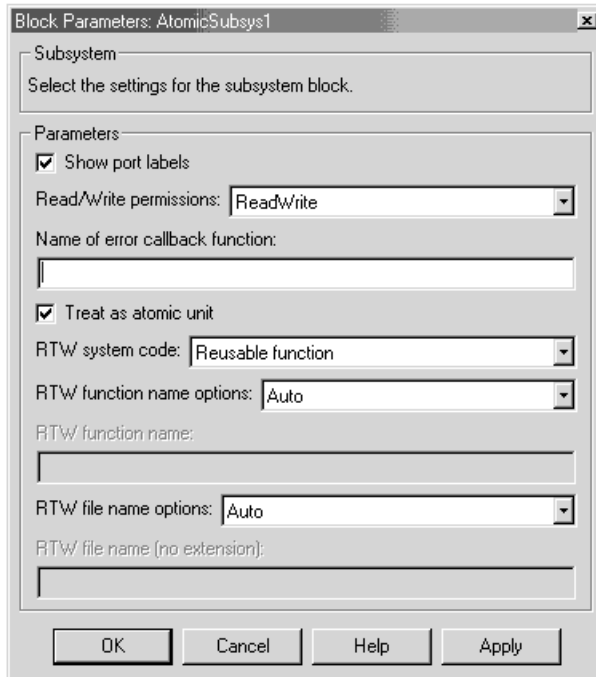 Block Parameters: AtomicSubsys1
Subsystem
Select the settings for the subsystem block.
Parameters
Show port labels
Read/Write permissions: ReadWrite
Name of error callback function:
Treat as atomic unit
RTW system code: Reusable function
RTW function name options: Auto
RTW function name:
RTW file name options: Auto
RTW file name (no extension):
OK Cancel Help Apply